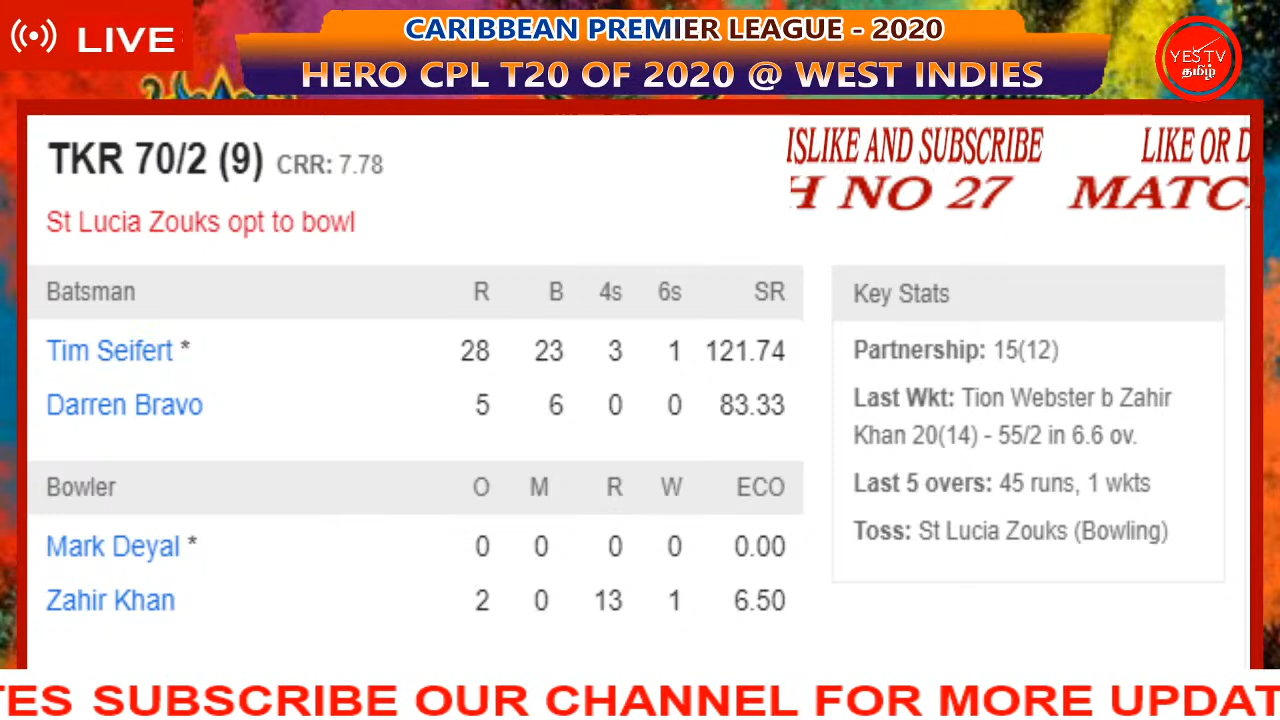 LIVE
CARIBBEAN PREMIER LEAGUE - 2020
HERO CPL T20 OF 2020 @ WEST INDIES
YES TV
தமிழ்
TKR 70/2 (9) CRR: 7.78
ISLIKE AND SUBSCRIBE LIKE OR D
H NO 27 MATC
St Lucia Zouks opt to bowl
Batsman R B 4s 6s SR
Tim Seifert * 28 23 3 1 121.74
Darren Bravo 5 6 0 0 83.33
Bowler O M R W ECO
Mark Deyal * 0 0 0 0 0.00
Zahir Khan 2 0 13 1 6.50
Key Stats
Partnership: 15(12)
Last Wkt: Tion Webster b Zahir
Khan 20(14) - 55/2 in 6.6 ov.
Last 5 overs: 45 runs, 1 wkts
Toss: St Lucia Zouks (Bowling)
TES SUBSCRIBE OUR CHANNEL FOR MORE UPDAT